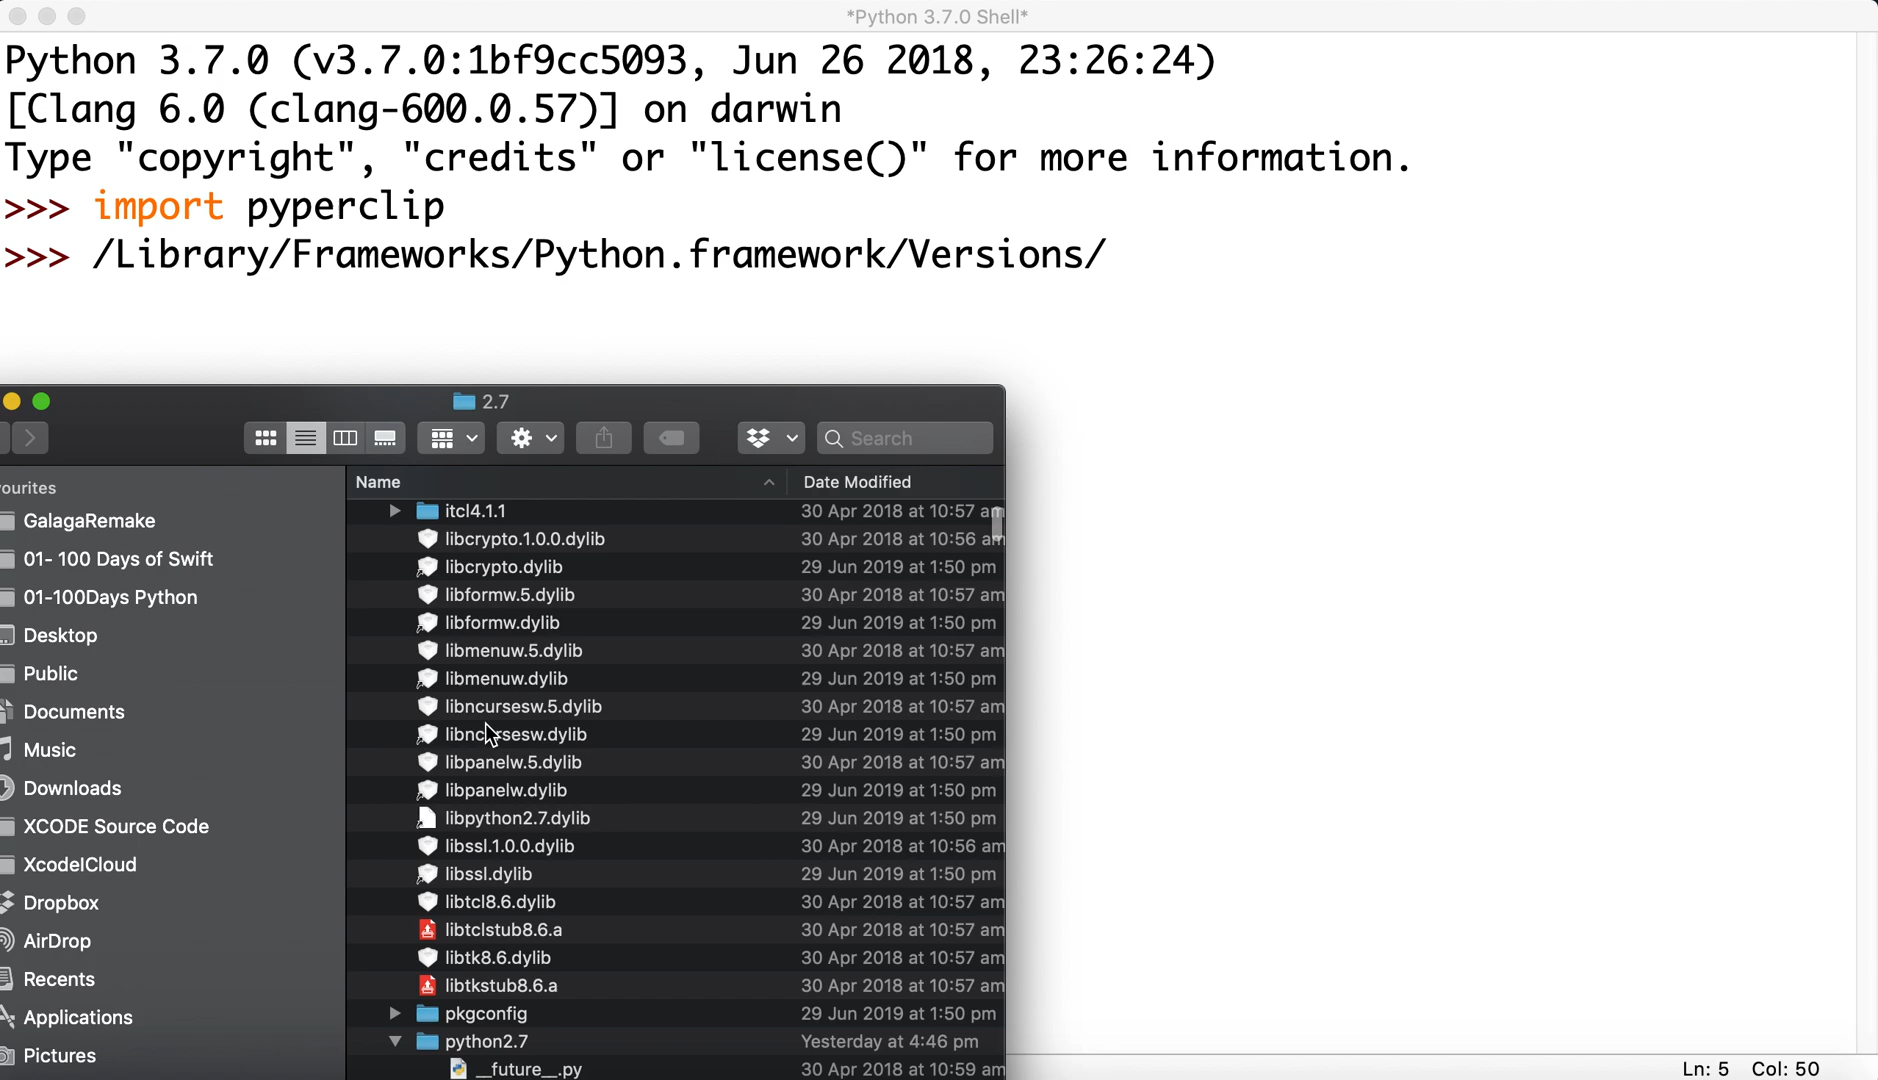 *Python 3.7.0 Shell*
Python 3.7.0 (v3.7.0:1bf9cc5093, Jun 26 2018, 23:26:24)
[Clang 6.0 (clang-600.0.57)] on darwin
Type "copyright", "credits" or "license()" for more information.
>>> import pyperclip
>>> /Library/Frameworks/Python.framework/Versions/
2.7
Search
ourites
GalagaRemake
01- 100 Days of Swift
01-100Days Python
Desktop
Public
Documents
Music
Downloads
XCODE Source Code
XcodeICloud
Dropbox
AirDrop
Recents
Applications
Pictures
Name Date Modified
itcl4.1.1 30 Apr 2018 at 10:57 am
libcrypto.1.0.0.dylib 30 Apr 2018 at 10:56 am
libcrypto.dylib 29 Jun 2019 at 1:50 pm
libformw.5.dylib 30 Apr 2018 at 10:57 am
libformw.dylib 29 Jun 2019 at 1:50 pm
libmenuw.5.dylib 30 Apr 2018 at 10:57 am
libmenuw.dylib 29 Jun 2019 at 1:50 pm
libncursesw.5.dylib 30 Apr 2018 at 10:57 am
libncursesw.dylib 29 Jun 2019 at 1:50 pm
libpanelw.5.dylib 30 Apr 2018 at 10:57 am
libpanelw.dylib 29 Jun 2019 at 1:50 pm
libpython2.7.dylib 29 Jun 2019 at 1:50 pm
libssl.1.0.0.dylib 30 Apr 2018 at 10:56 am
libssl.dylib 29 Jun 2019 at 1:50 pm
libtcl8.6.dylib 30 Apr 2018 at 10:57 am
libtclstub8.6.a 30 Apr 2018 at 10:57 am
libtk8.6.dylib 30 Apr 2018 at 10:57 am
libtkstub8.6.a 30 Apr 2018 at 10:57 am
pkgconfig 29 Jun 2019 at 1:50 pm
python2.7 Yesterday at 4:46 pm
__future__.py 30 Apr 2018 at 10:59 am
Ln: 5 Col: 50